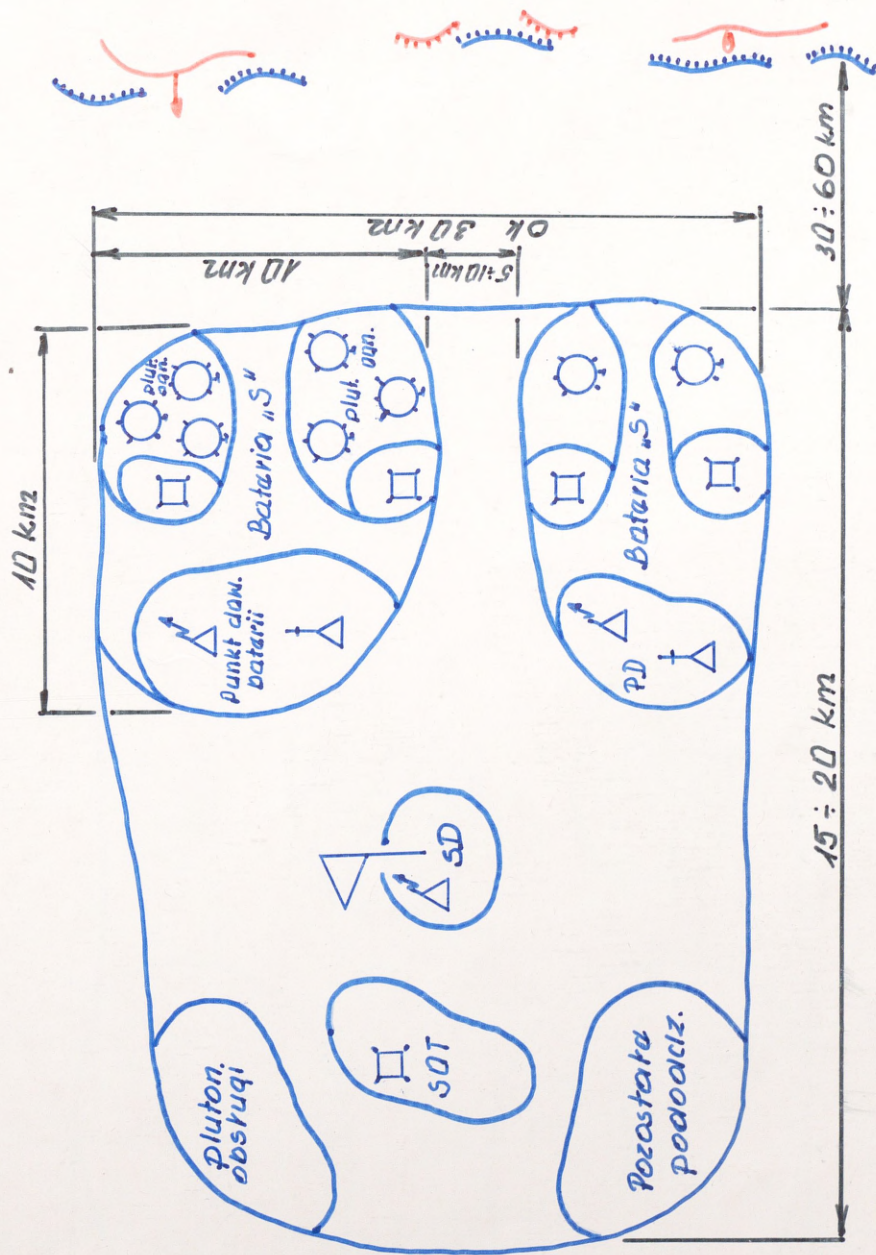 30÷60 km
ok 30 km
10 km
5÷10 km
10 km
plut.
ogn.
Bateria „S"
plut. ogn.
Punkt dow.
baterii
Bateria „S"
PD
SD
15÷20 km
SOT
Pluton.
obsługi
Pozostałe
pododdz.